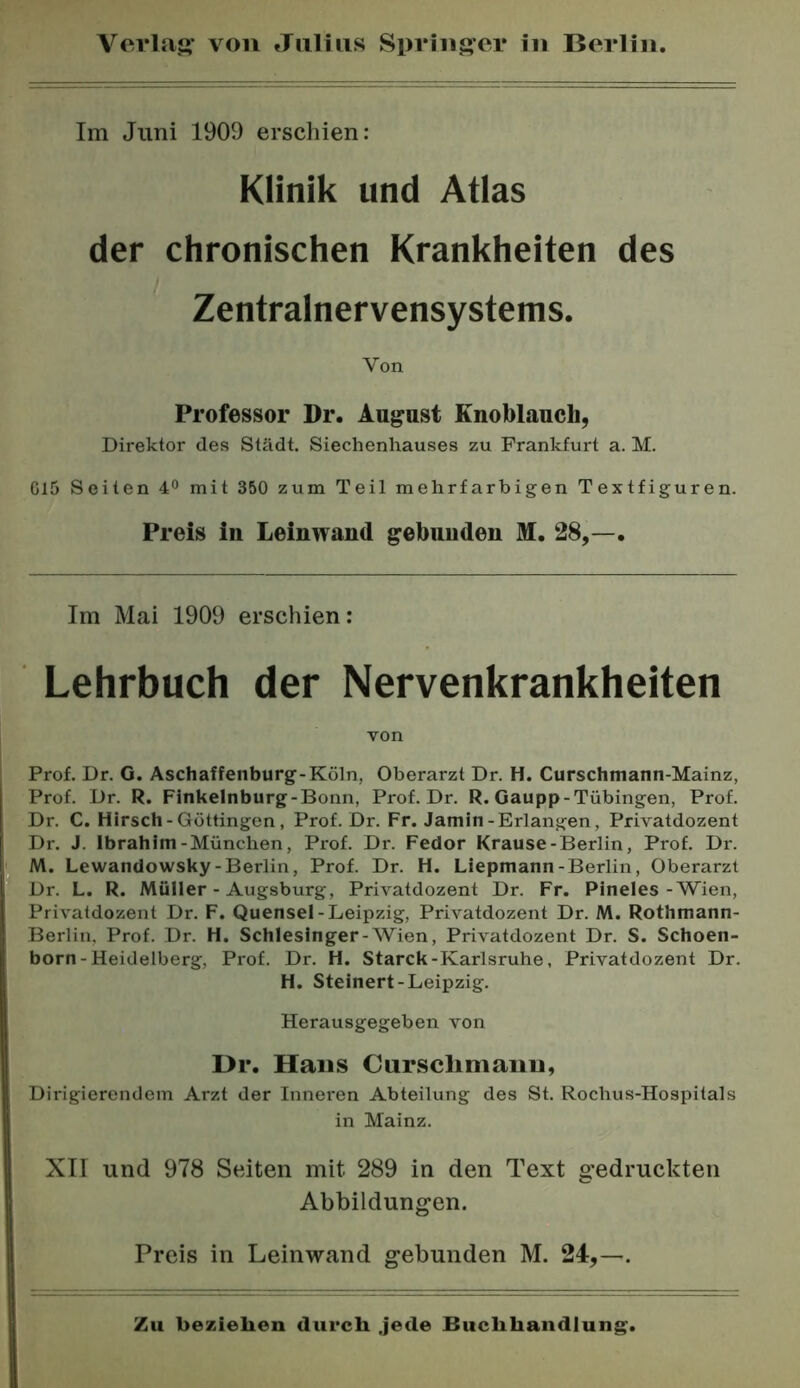 Verlag von Julius Springer in Berlin.
Im Juni 1909 erschien:
Klinik und Atlas
der chronischen Krankheiten des
Zentralnervensystems.
Von
Professor Dr. August Knoblauch,
Direktor des Städt. Siechenhauses zu Frankfurt a. M.
615 Seiten 4⁰ mit 350 zum Teil mehrfarbigen Textfiguren.
Preis in Leinwand gebunden M. 28,—.
Im Mai 1909 erschien:
Lehrbuch der Nervenkrankheiten
von
Prof. Dr. G. Aschaffenburg-Köln, Oberarzt Dr. H. Curschmann-Mainz,
Prof. Dr. R. Finkelnburg-Bonn, Prof. Dr. R. Gaupp-Tübingen, Prof.
Dr. C. Hirsch-Göttingen, Prof. Dr. Fr. Jamin-Erlangen, Privatdozent
Dr. J. Ibrahim-München, Prof. Dr. Fedor Krause-Berlin, Prof. Dr.
M. Lewandowsky-Berlin, Prof. Dr. H. Liepmann-Berlin, Oberarzt
Dr. L. R. Müller-Augsburg, Privatdozent Dr. Fr. Pineles-Wien,
Privatdozent Dr. F. Quensel-Leipzig, Privatdozent Dr. M. Rothmann-
Berlin, Prof. Dr. H. Schlesinger-Wien, Privatdozent Dr. S. Schoen-
born-Heidelberg, Prof. Dr. H. Starck-Karlsruhe, Privatdozent Dr.
H. Steinert-Leipzig.
Herausgegeben von
Dr. Hans Curschmann,
Dirigierendem Arzt der Inneren Abteilung des St. Rochus-Hospitals
in Mainz.
XII und 978 Seiten mit 289 in den Text gedruckten
Abbildungen.
Preis in Leinwand gebunden M. 24,—.
Zu beziehen durch jede Buchhandlung.